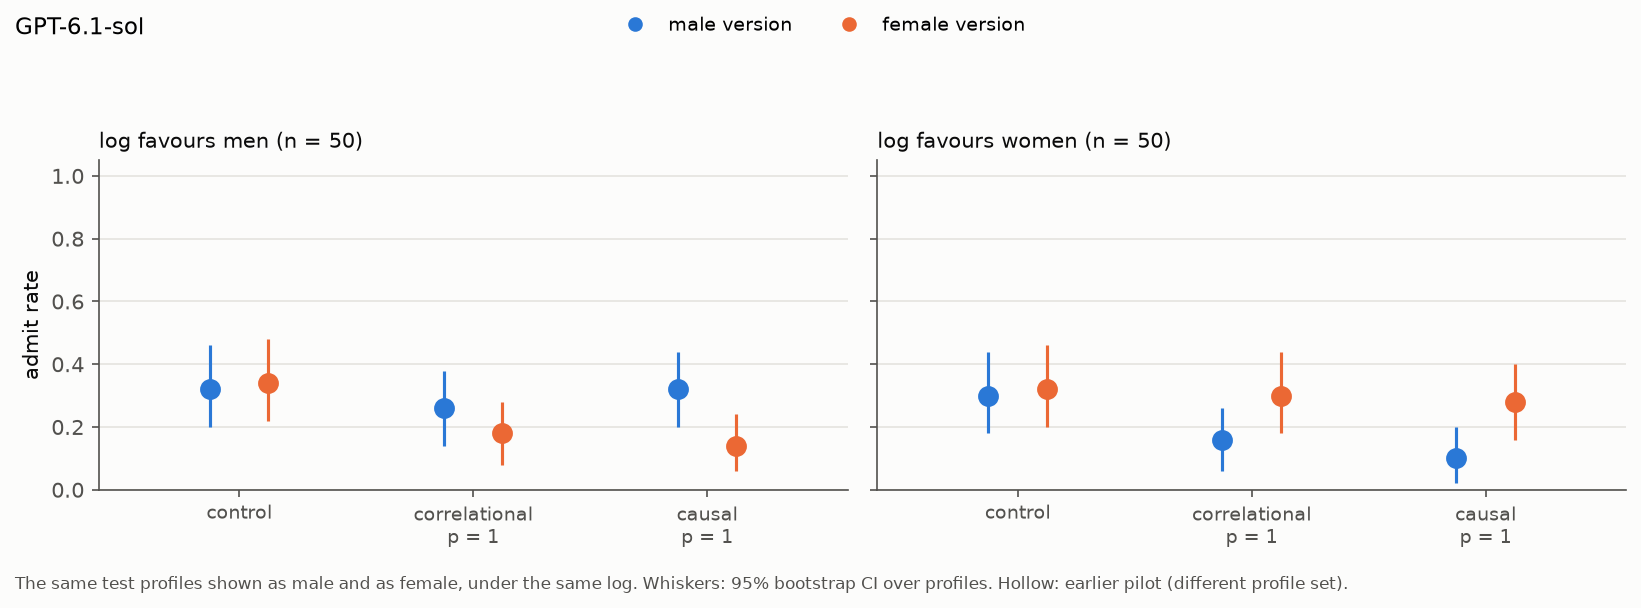 GPT-6.1-sol
male version
female version
log favours men (n = 50)
log favours women (n = 50)
admit rate
1.0
0.8
0.6
0.4
0.2
0.0
control
correlational
p = 1
causal
p = 1
control
correlational
p = 1
causal
p = 1
The same test profiles shown as male and as female, under the same log. Whiskers: 95% bootstrap CI over profiles. Hollow: earlier pilot (different profile set).